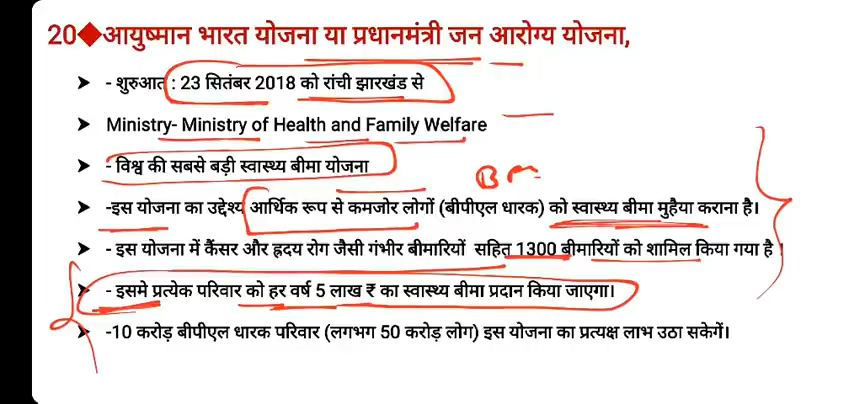 20◆आयुष्मान भारत योजना या प्रधानमंत्री जन आरोग्य योजना,
➤ - शुरुआत : 23 सितंबर 2018 को रांची झारखंड से
➤ Ministry- Ministry of Health and Family Welfare
➤ - विश्व की सबसे बड़ी स्वास्थ्य बीमा योजना
➤ -इस योजना का उद्देश्य आर्थिक रूप से कमजोर लोगों (बीपीएल धारक) को स्वास्थ्य बीमा मुहैया कराना है।
➤ - इस योजना में कैंसर और ह्रदय रोग जैसी गंभीर बीमारियों सहित 1300 बीमारियों को शामिल किया गया है।
➤ - इसमे प्रत्येक परिवार को हर वर्ष 5 लाख ₹ का स्वास्थ्य बीमा प्रदान किया जाएगा।
➤ -10 करोड़ बीपीएल धारक परिवार (लगभग 50 करोड़ लोग) इस योजना का प्रत्यक्ष लाभ उठा सकेगें।